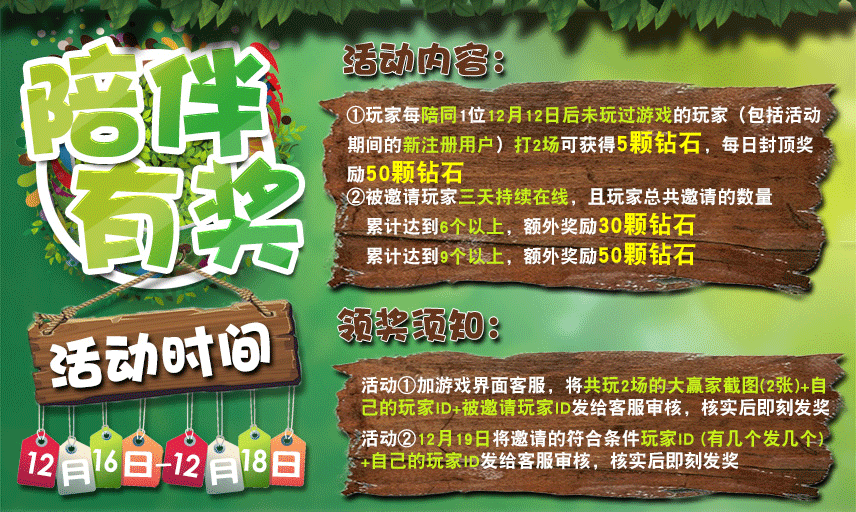 陪伴
有奖
活动时间
12月16日-12月18日
活动内容：
①玩家每陪同1位12月12日后未玩过游戏的玩家（包括活动
期间的新注册用户）打2场可获得5颗钻石，每日封顶奖
励50颗钻石
②被邀请玩家三天持续在线，且玩家总共邀请的数量
累计达到6个以上，额外奖励30颗钻石
累计达到9个以上，额外奖励50颗钻石
领奖须知：
活动①加游戏界面客服，将共玩2场的大赢家截图(2张)+自
己的玩家ID+被邀请玩家ID发给客服审核，核实后即刻发奖
活动②12月19日将邀请的符合条件玩家ID (有几个发几个)
+自己的玩家ID发给客服审核，核实后即刻发奖